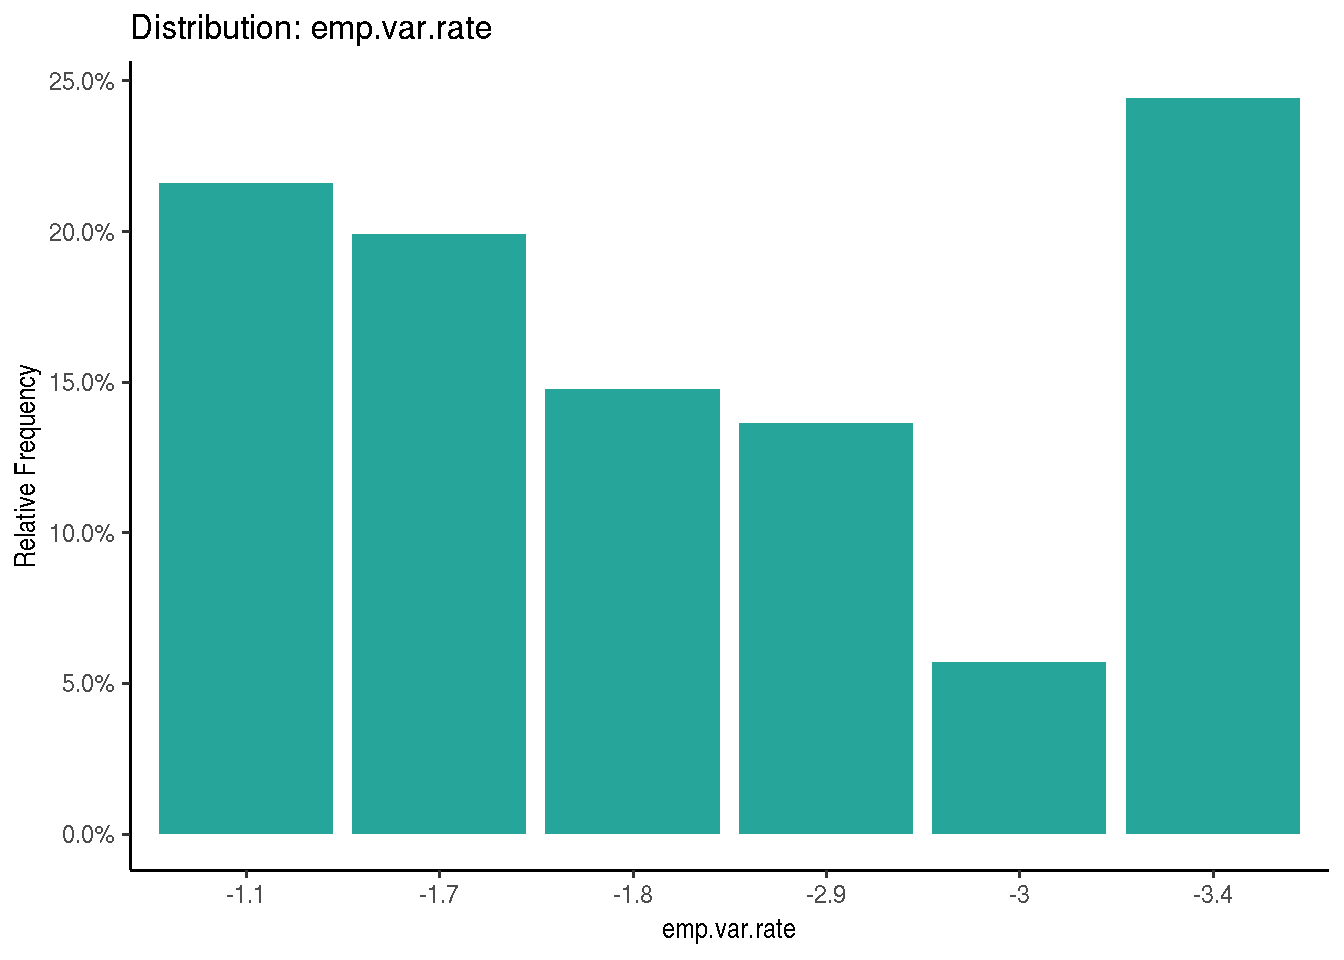 Distribution: emp.var.rate
25.0%
20.0%
15.0%
10.0%
5.0%
0.0%
Relative Frequency
-1.1 -1.7 -1.8 -2.9 -3 -3.4
emp.var.rate